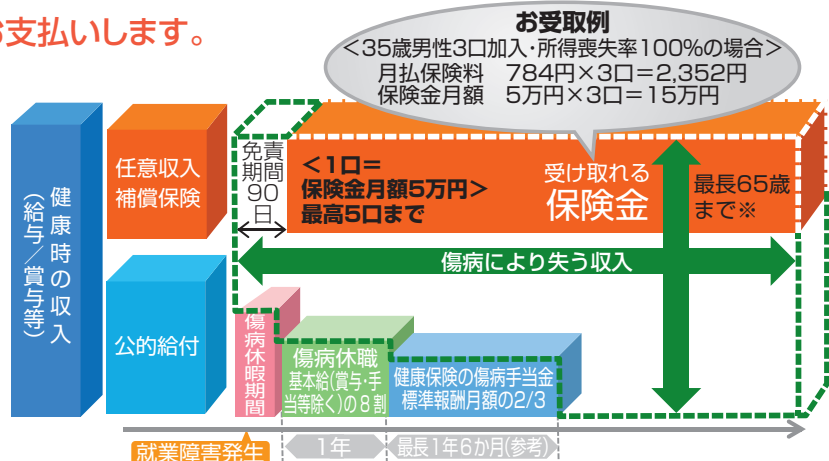 お支払いします。
お受取例
＜35歳男性3口加入・所得喪失率100%の場合＞
月払保険料　784円×3口＝2,352円
保険金月額　5万円×3口＝15万円
健康時の収入
（給与／賞与等）
任意収入
補償保険
免責
期間
90
日
＜1口＝
保険金月額5万円＞
最高5口まで
受け取れる
保険金
最長65歳
まで※
傷病により失う収入
公的給付
傷病休暇期間
傷病休職
基本給(賞与・手
当等除く)の8割
健康保険の傷病手当金
標準報酬月額の2/3
就業障害発生
1年
最長1年6か月(参考)